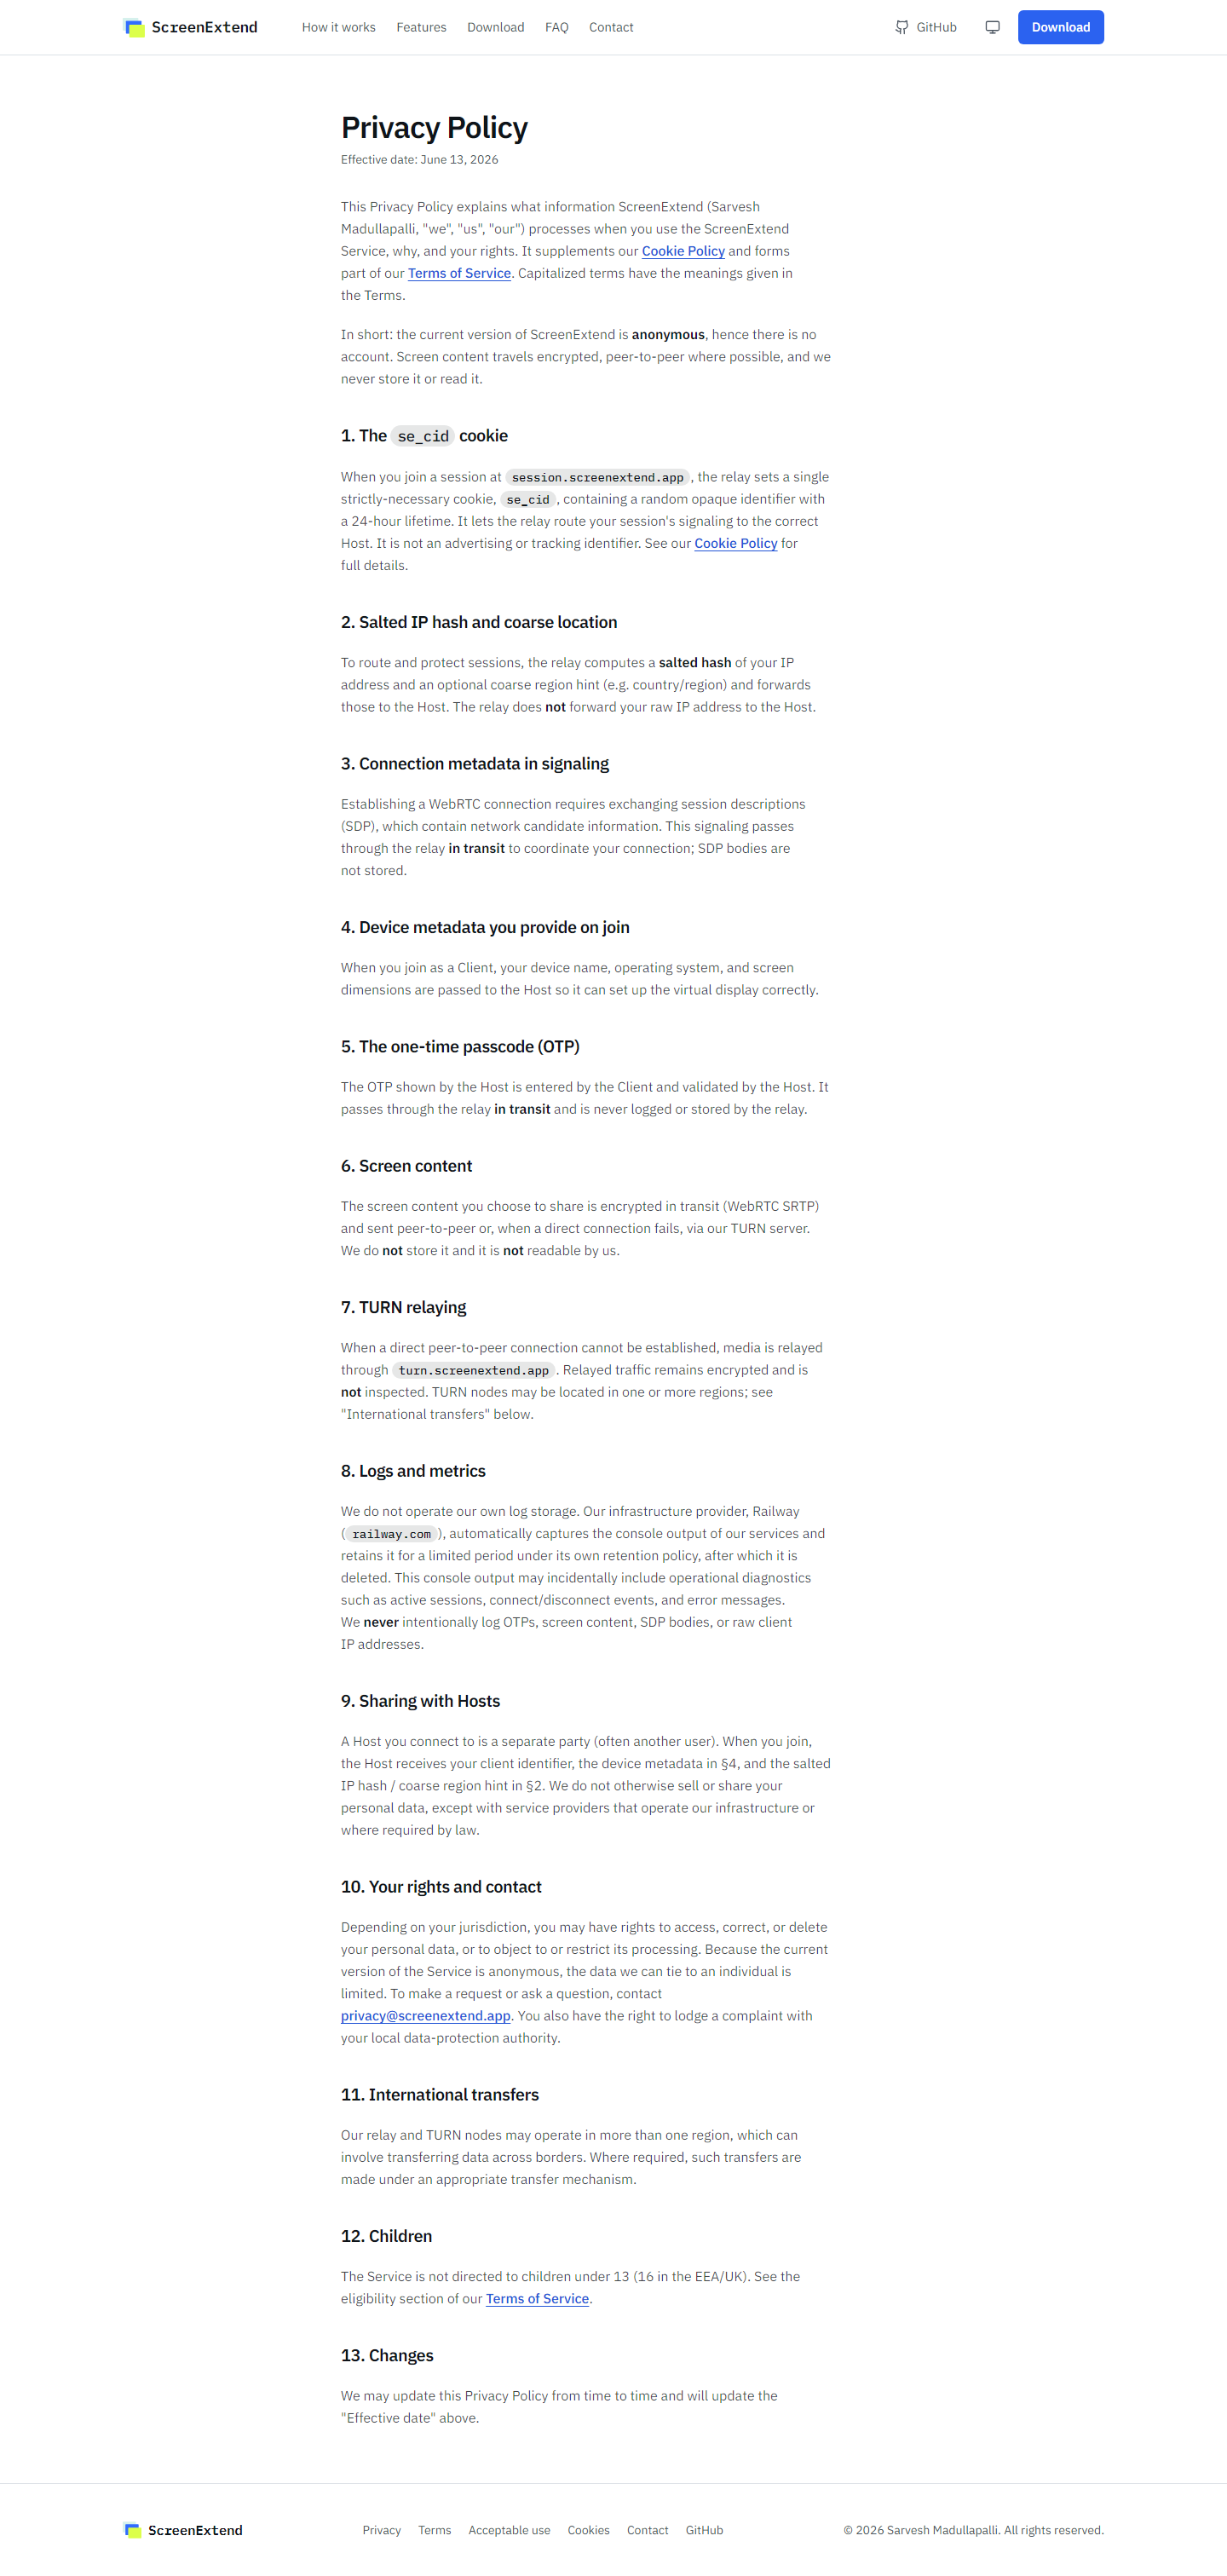 ScreenExtend How it works Features Download FAQ Contact GitHub Download
Privacy Policy
Effective date: June 13, 2026
This Privacy Policy explains what information ScreenExtend (Sarvesh
Madullapalli, "we", "us", "our") processes when you use the ScreenExtend
Service, why, and your rights. It supplements our Cookie Policy and forms
part of our Terms of Service. Capitalized terms have the meanings given in
the Terms.
In short: the current version of ScreenExtend is anonymous, hence there is no
account. Screen content travels encrypted, peer-to-peer where possible, and we
never store it or read it.
1. The se_cid cookie
When you join a session at session.screenextend.app, the relay sets a single
strictly-necessary cookie, se_cid, containing a random opaque identifier with
a 24-hour lifetime. It lets the relay route your session's signaling to the correct
Host. It is not an advertising or tracking identifier. See our Cookie Policy for
full details.
2. Salted IP hash and coarse location
To route and protect sessions, the relay computes a salted hash of your IP
address and an optional coarse region hint (e.g. country/region) and forwards
those to the Host. The relay does not forward your raw IP address to the Host.
3. Connection metadata in signaling
Establishing a WebRTC connection requires exchanging session descriptions
(SDP), which contain network candidate information. This signaling passes
through the relay in transit to coordinate your connection; SDP bodies are
not stored.
4. Device metadata you provide on join
When you join as a Client, your device name, operating system, and screen
dimensions are passed to the Host so it can set up the virtual display correctly.
5. The one-time passcode (OTP)
The OTP shown by the Host is entered by the Client and validated by the Host. It
passes through the relay in transit and is never logged or stored by the relay.
6. Screen content
The screen content you choose to share is encrypted in transit (WebRTC SRTP)
and sent peer-to-peer or, when a direct connection fails, via our TURN server.
We do not store it and it is not readable by us.
7. TURN relaying
When a direct peer-to-peer connection cannot be established, media is relayed
through turn.screenextend.app. Relayed traffic remains encrypted and is
not inspected. TURN nodes may be located in one or more regions; see
"International transfers" below.
8. Logs and metrics
We do not operate our own log storage. Our infrastructure provider, Railway
(railway.com), automatically captures the console output of our services and
retains it for a limited period under its own retention policy, after which it is
deleted. This console output may incidentally include operational diagnostics
such as active sessions, connect/disconnect events, and error messages.
We never intentionally log OTPs, screen content, SDP bodies, or raw client
IP addresses.
9. Sharing with Hosts
A Host you connect to is a separate party (often another user). When you join,
the Host receives your client identifier, the device metadata in §4, and the salted
IP hash / coarse region hint in §2. We do not otherwise sell or share your
personal data, except with service providers that operate our infrastructure or
where required by law.
10. Your rights and contact
Depending on your jurisdiction, you may have rights to access, correct, or delete
your personal data, or to object to or restrict its processing. Because the current
version of the Service is anonymous, the data we can tie to an individual is
limited. To make a request or ask a question, contact
privacy@screenextend.app. You also have the right to lodge a complaint with
your local data-protection authority.
11. International transfers
Our relay and TURN nodes may operate in more than one region, which can
involve transferring data across borders. Where required, such transfers are
made under an appropriate transfer mechanism.
12. Children
The Service is not directed to children under 13 (16 in the EEA/UK). See the
eligibility section of our Terms of Service.
13. Changes
We may update this Privacy Policy from time to time and will update the
"Effective date" above.
ScreenExtend Privacy Terms Acceptable use Cookies Contact GitHub © 2026 Sarvesh Madullapalli. All rights reserved.